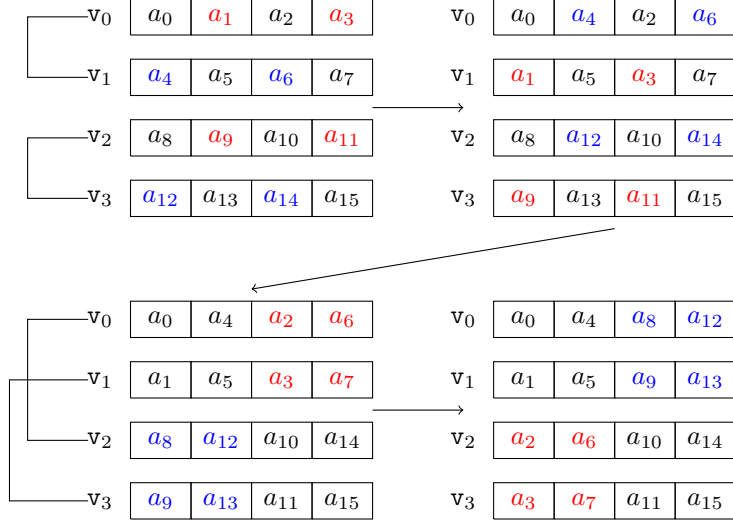 v₀ a₀ a₁ a₂ a₃ v₀ a₀ a₄ a₂ a₆
v₁ a₄ a₅ a₆ a₇ v₁ a₁ a₅ a₃ a₇
v₂ a₈ a₉ a₁₀ a₁₁ v₂ a₈ a₁₂ a₁₀ a₁₄
v₃ a₁₂ a₁₃ a₁₄ a₁₅ v₃ a₉ a₁₃ a₁₁ a₁₅
v₀ a₀ a₄ a₂ a₆ v₀ a₀ a₄ a₈ a₁₂
v₁ a₁ a₅ a₃ a₇ v₁ a₁ a₅ a₉ a₁₃
v₂ a₈ a₁₂ a₁₀ a₁₄ v₂ a₂ a₆ a₁₀ a₁₄
v₃ a₉ a₁₃ a₁₁ a₁₅ v₃ a₃ a₇ a₁₁ a₁₅